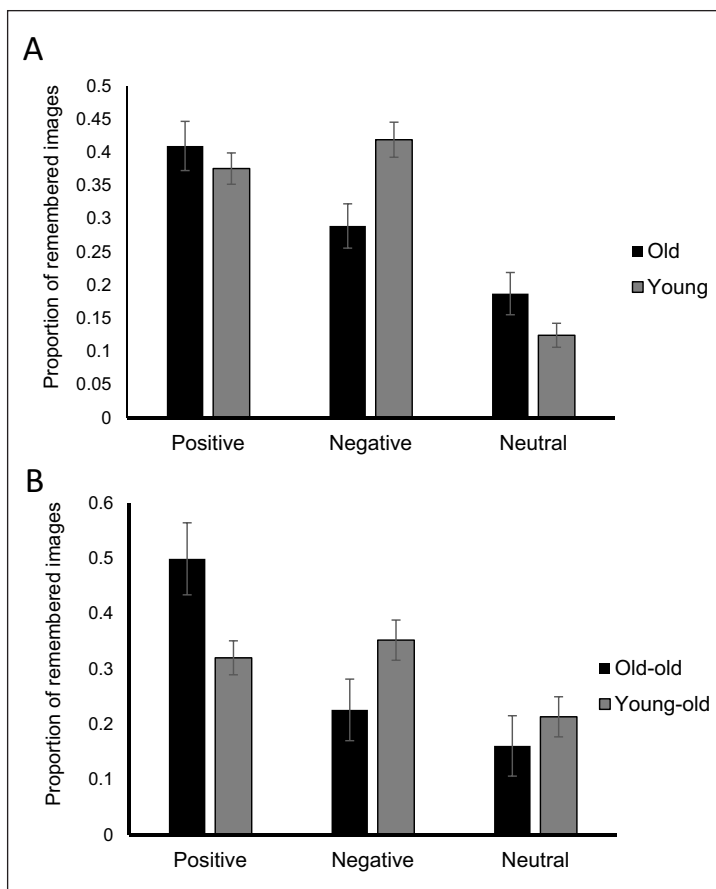 A
Proportion of remembered images
0.5
0.45
0.4
0.35
0.3
0.25
0.2
0.15
0.1
0.05
0
Positive Negative Neutral
Old
Young
B
Proportion of remembered images
0.6
0.5
0.4
0.3
0.2
0.1
0
Positive Negative Neutral
Old-old
Young-old